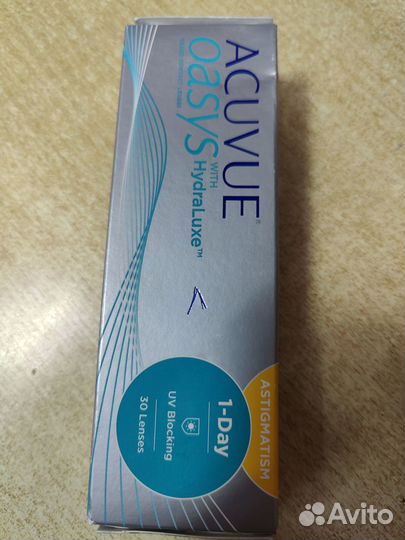 ACUVUE®
oasys
WITH
HydraLuxe™
ASTIGMATISM
1-Day
UV Blocking
30 Lenses
Avito